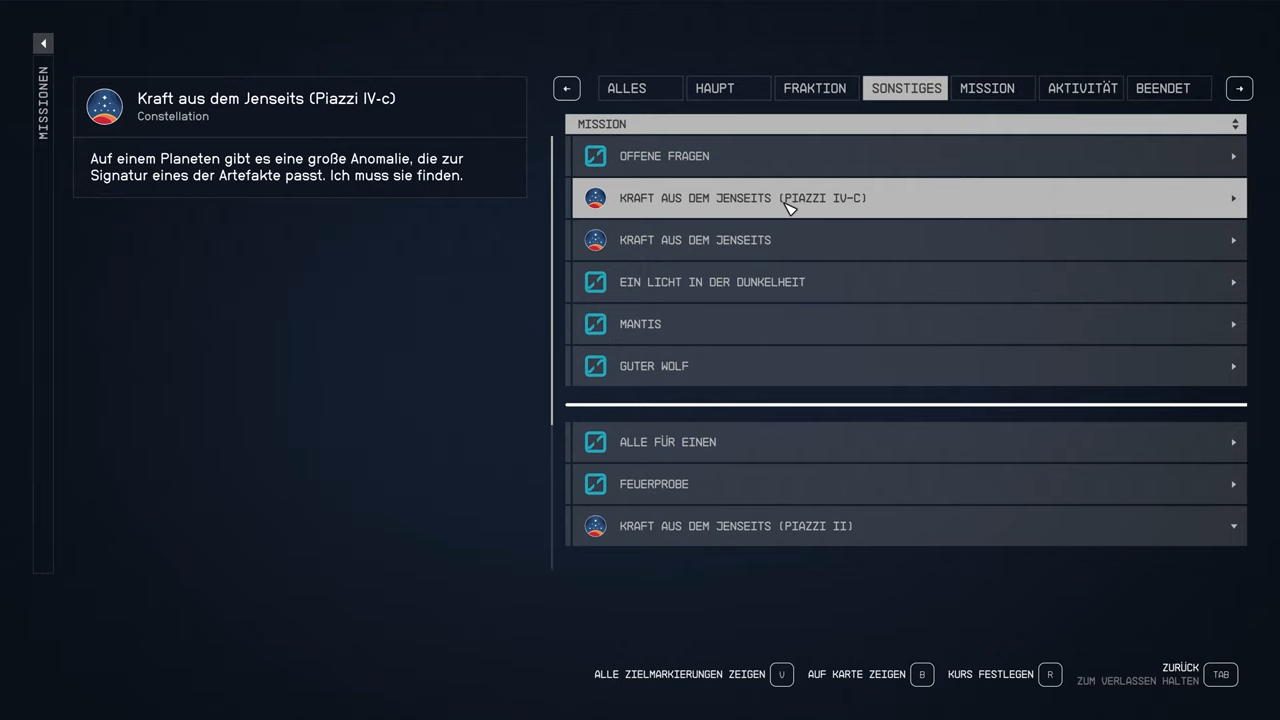 MISSIONEN
Kraft aus dem Jenseits (Piazzi IV-c)
Constellation
Auf einem Planeten gibt es eine große Anomalie, die zur
Signatur eines der Artefakte passt. Ich muss sie finden.
ALLES
HAUPT
FRAKTION
SONSTIGES
MISSION
AKTIVITÄT
BEENDET
MISSION
OFFENE FRAGEN
KRAFT AUS DEM JENSEITS (PIAZZI IV-C)
KRAFT AUS DEM JENSEITS
EIN LICHT IN DER DUNKELHEIT
MANTIS
GUTER WOLF
ALLE FÜR EINEN
FEUERPROBE
KRAFT AUS DEM JENSEITS (PIAZZI II)
ALLE ZIELMARKIERUNGEN ZEIGEN V
AUF KARTE ZEIGEN B
KURS FESTLEGEN R
ZURÜCK
ZUM VERLASSEN HALTEN TAB